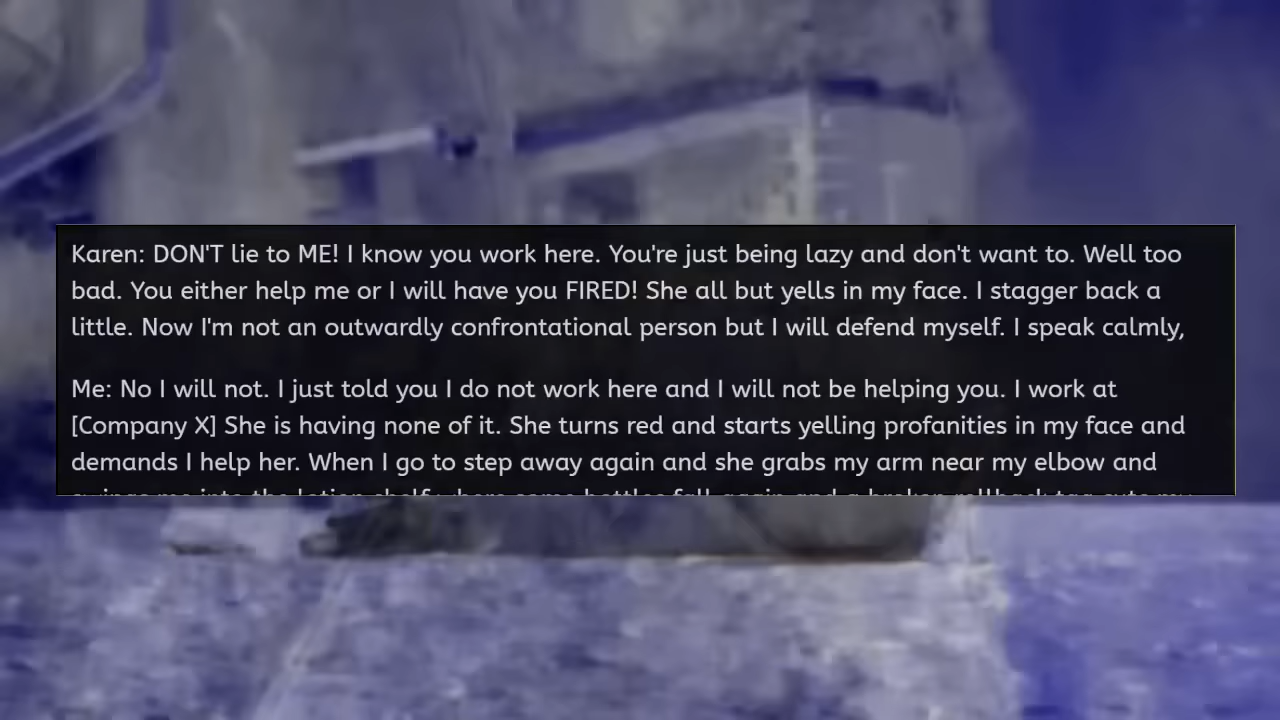 Karen: DON'T lie to ME! I know you work here. You're just being lazy and don't want to. Well too
bad. You either help me or I will have you FIRED! She all but yells in my face. I stagger back a
little. Now I'm not an outwardly confrontational person but I will defend myself. I speak calmly,
Me: No I will not. I just told you I do not work here and I will not be helping you. I work at
[Company X] She is having none of it. She turns red and starts yelling profanities in my face and
demands I help her. When I go to step away again and she grabs my arm near my elbow and